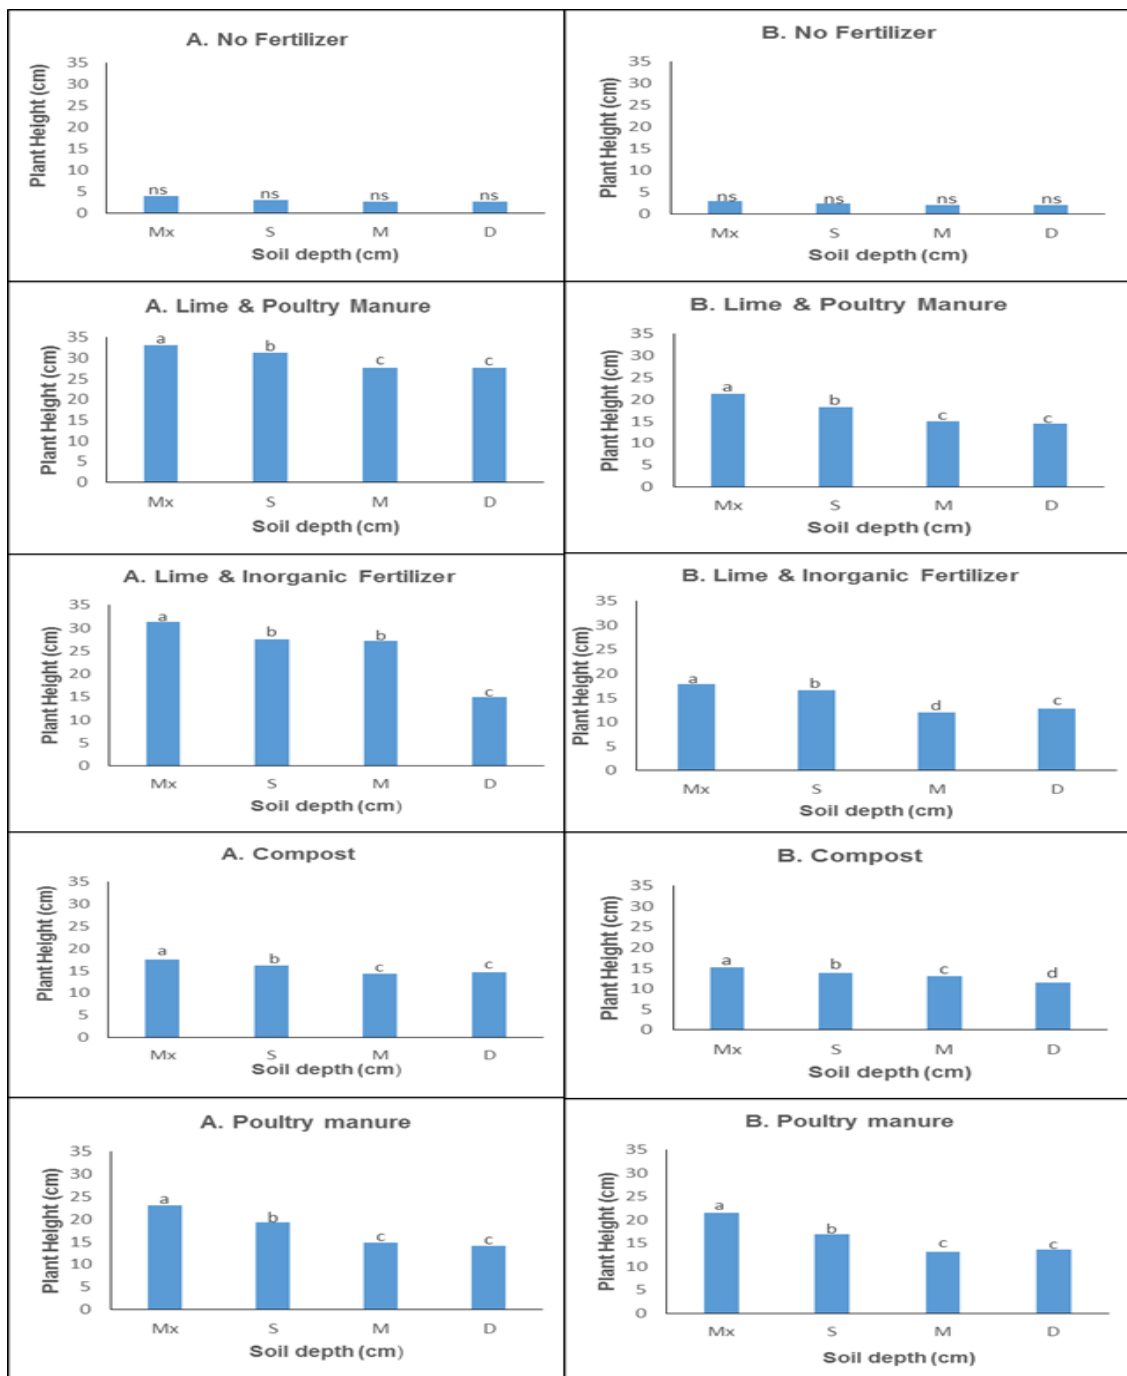 A. No Fertilizer
Plant Height (cm)
35
30
25
20
15
10
5
0
ns ns ns ns
Mx S M D
Soil depth (cm)
B. No Fertilizer
Plant Height (cm)
35
30
25
20
15
10
5
0
ns ns ns ns
Mx S M D
Soil depth (cm)
A. Lime & Poultry Manure
Plant Height (cm)
35
30
25
20
15
10
5
0
a b c c
Mx S M D
Soil depth (cm)
B. Lime & Poultry Manure
Plant Height (cm)
35
30
25
20
15
10
5
0
a b c c
Mx S M D
Soil depth (cm)
A. Lime & Inorganic Fertilizer
Plant Height (cm)
35
30
25
20
15
10
5
0
a b b c
Mx S M D
Soil depth (cm)
B. Lime & Inorganic Fertilizer
Plant Height (cm)
35
30
25
20
15
10
5
0
a b d c
Mx S M D
Soil depth (cm)
A. Compost
Plant Height (cm)
35
30
25
20
15
10
5
0
a b c c
Mx S M D
Soil depth (cm)
B. Compost
Plant Height (cm)
35
30
25
20
15
10
5
0
a b c d
Mx S M D
Soil depth (cm)
A. Poultry manure
Plant Height (cm)
35
30
25
20
15
10
5
0
a b c c
Mx S M D
Soil depth (cm)
B. Poultry manure
Plant Height (cm)
35
30
25
20
15
10
5
0
a b c c
Mx S M D
Soil depth (cm)